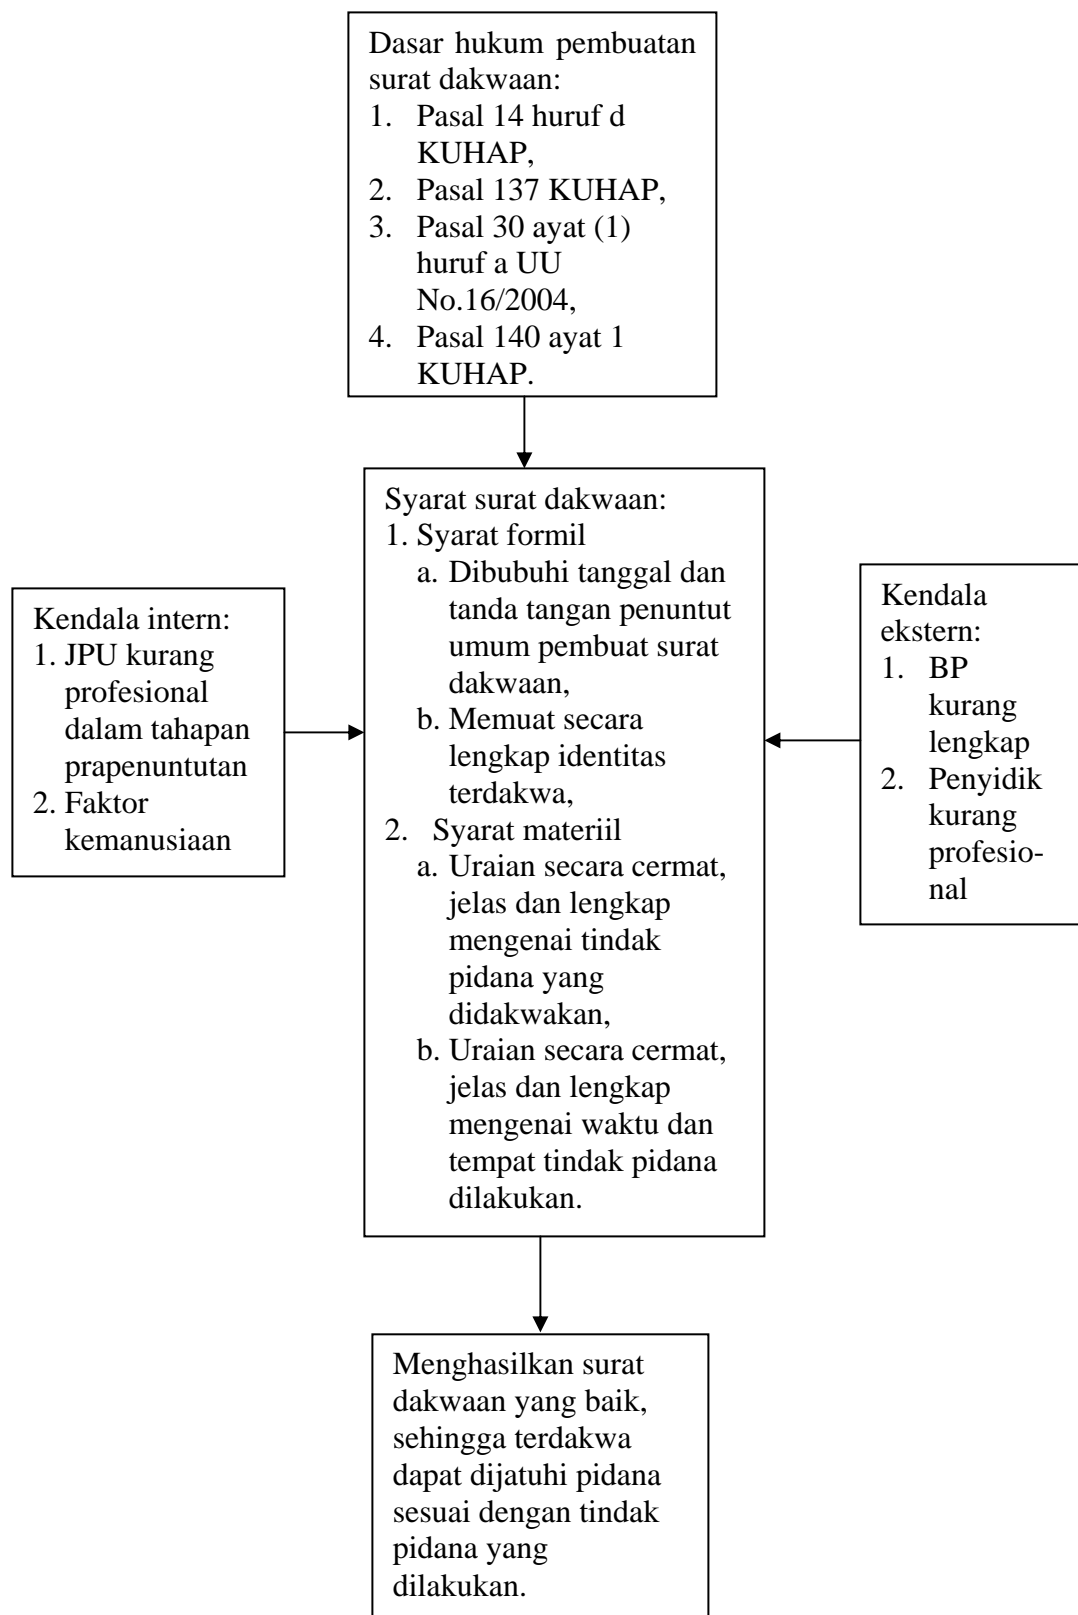 Dasar hukum pembuatan
surat dakwaan:
1. Pasal 14 huruf d
KUHAP,
2. Pasal 137 KUHAP,
3. Pasal 30 ayat (1)
huruf a UU
No.16/2004,
4. Pasal 140 ayat 1
KUHAP.
Syarat surat dakwaan:
1. Syarat formil
a. Dibubuhi tanggal dan
tanda tangan penuntut
umum pembuat surat
dakwaan,
b. Memuat secara
lengkap identitas
terdakwa,
2. Syarat materiil
a. Uraian secara cermat,
jelas dan lengkap
mengenai tindak
pidana yang
didakwakan,
b. Uraian secara cermat,
jelas dan lengkap
mengenai waktu dan
tempat tindak pidana
dilakukan.
Kendala intern:
1. JPU kurang
profesional
dalam tahapan
prapenuntutan
2. Faktor
kemanusiaan
Kendala
ekstern:
1. BP
kurang
lengkap
2. Penyidik
kurang
profesio-
nal
Menghasilkan surat
dakwaan yang baik,
sehingga terdakwa
dapat dijatuhi pidana
sesuai dengan tindak
pidana yang
dilakukan.